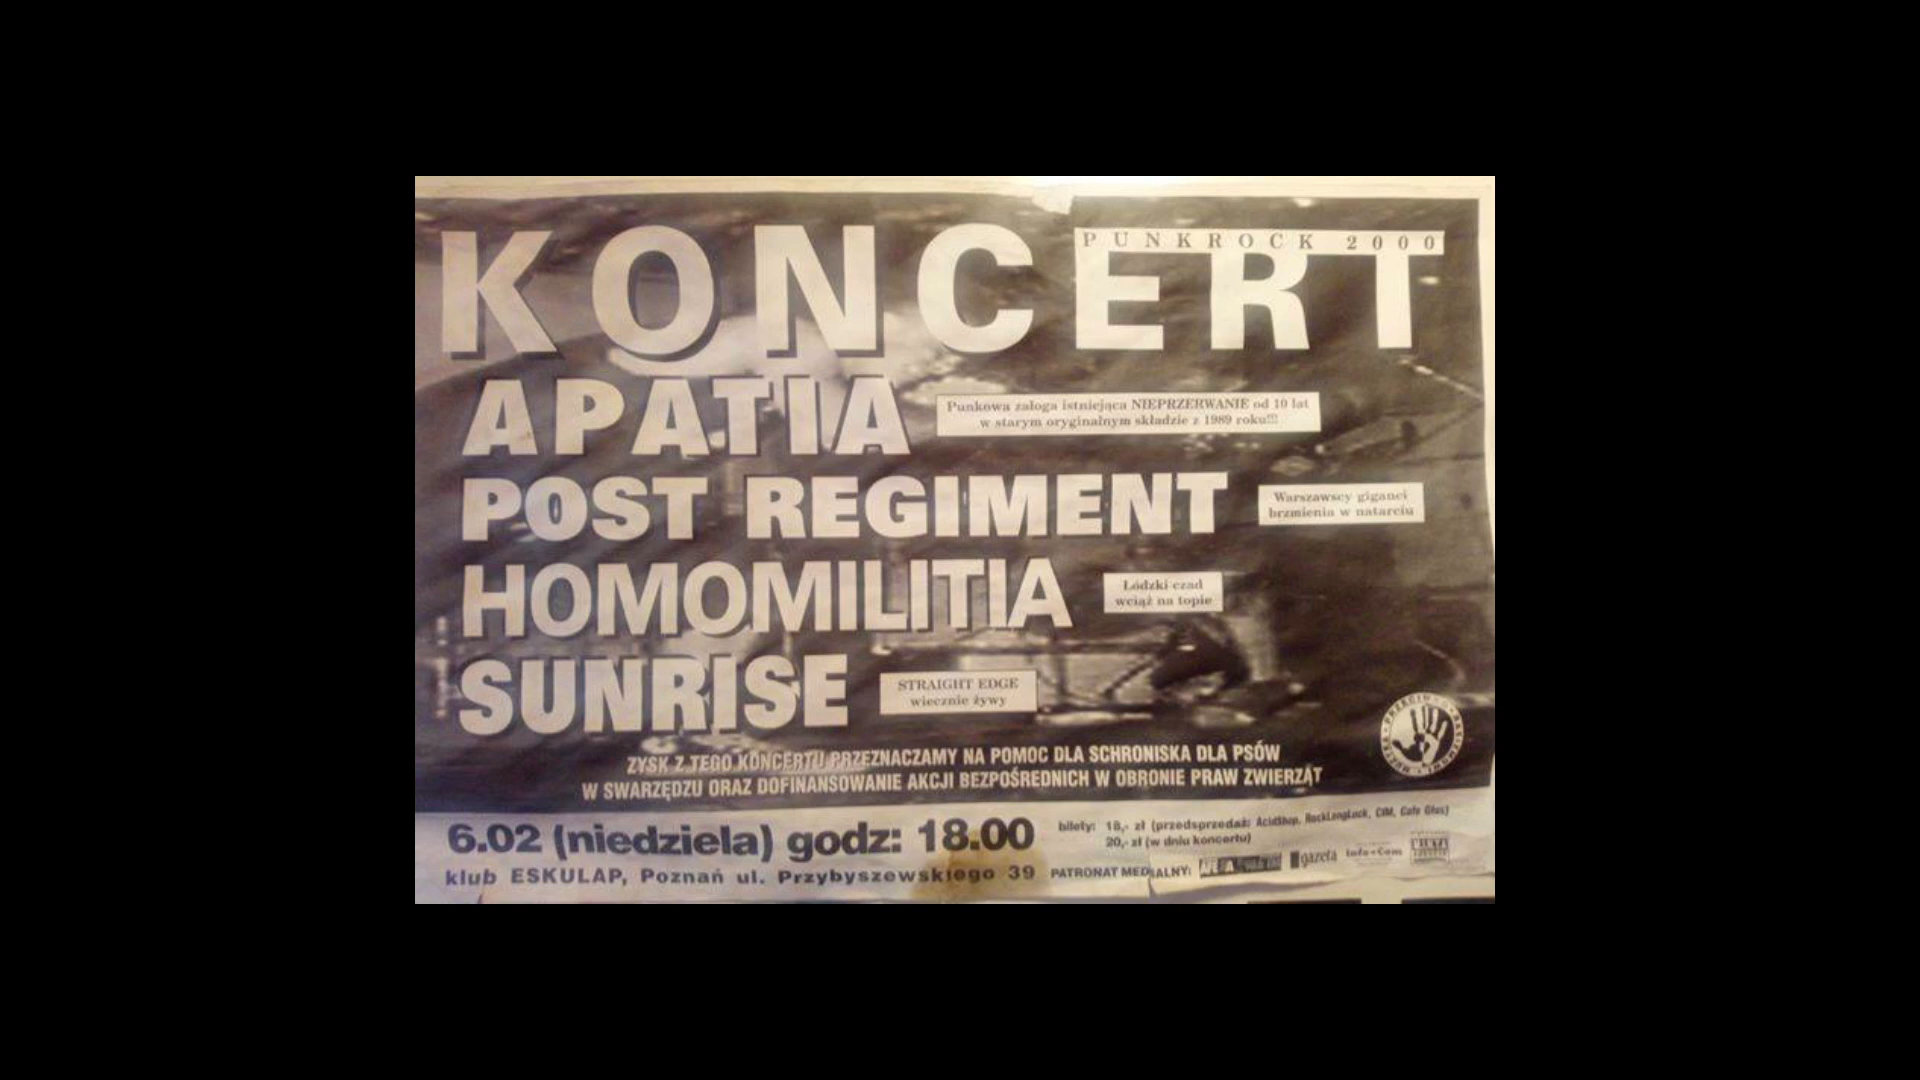 KONCERT
PUNKROCK 2000
APATIA
Punkowa załoga istniejąca NIEPRZERWANIE od 10 lat
w starym oryginalnym składzie z 1989 roku!!!
POST REGIMENT
Warszawscy giganci
brzmienia w natarciu
HOMOMILITIA
Łódzki czad
wciąż na topie
SUNRISE
STRAIGHT EDGE
wiecznie żywy
ZYSK Z TEGO KONCERTU PRZEZNACZAMY NA POMOC DLA SCHRONISKA DLA PSÓW
W SWARZĘDZU ORAZ DOFINANSOWANIE AKCJI BEZPOŚREDNICH W OBRONIE PRAW ZWIERZĄT
6.02 (niedziela) godz: 18.00
klub ESKULAP, Poznań ul. Przybyszewskiego 39
bilety: 18,- zł (przedsprzedaż: AcidShop, RockLongLuck, CIM, Cafe Głos)
20,- zł (w dniu koncertu)
PATRONAT MEDIALNY: gazeta